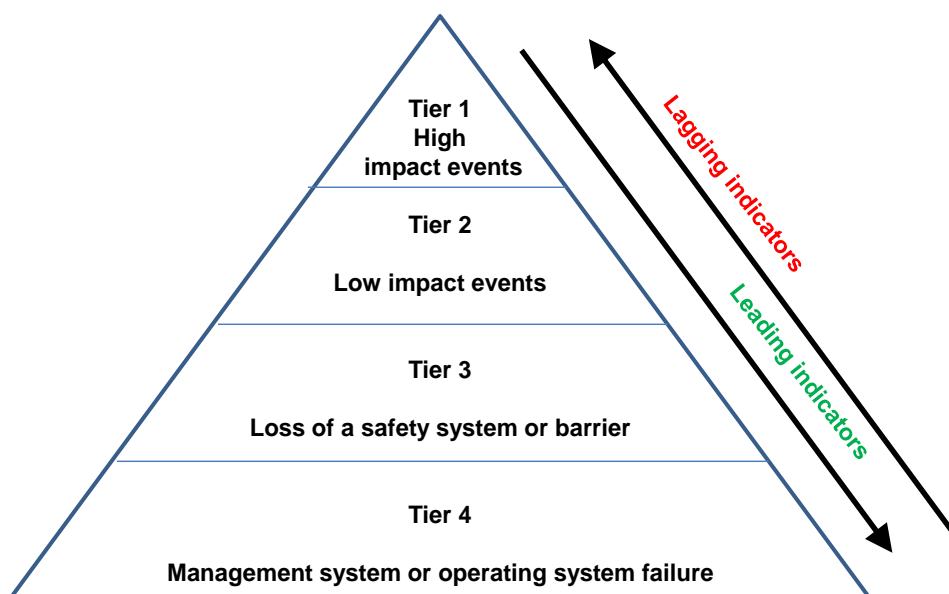 Tier 1
High
impact events
Tier 2
Low impact events
Tier 3
Loss of a safety system or barrier
Tier 4
Management system or operating system failure
Lagging indicators
Leading indicators